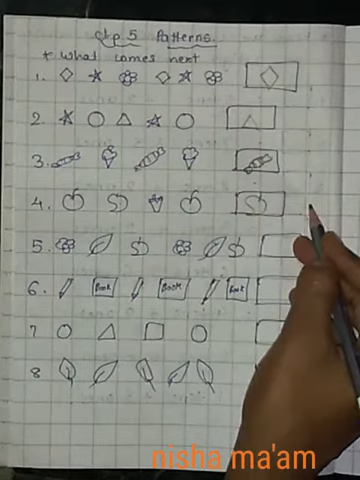 chp 5 Patterns.
* What comes next
1.
2.
3.
4.
5.
6. Book Book Book
7
8
nisha ma'am